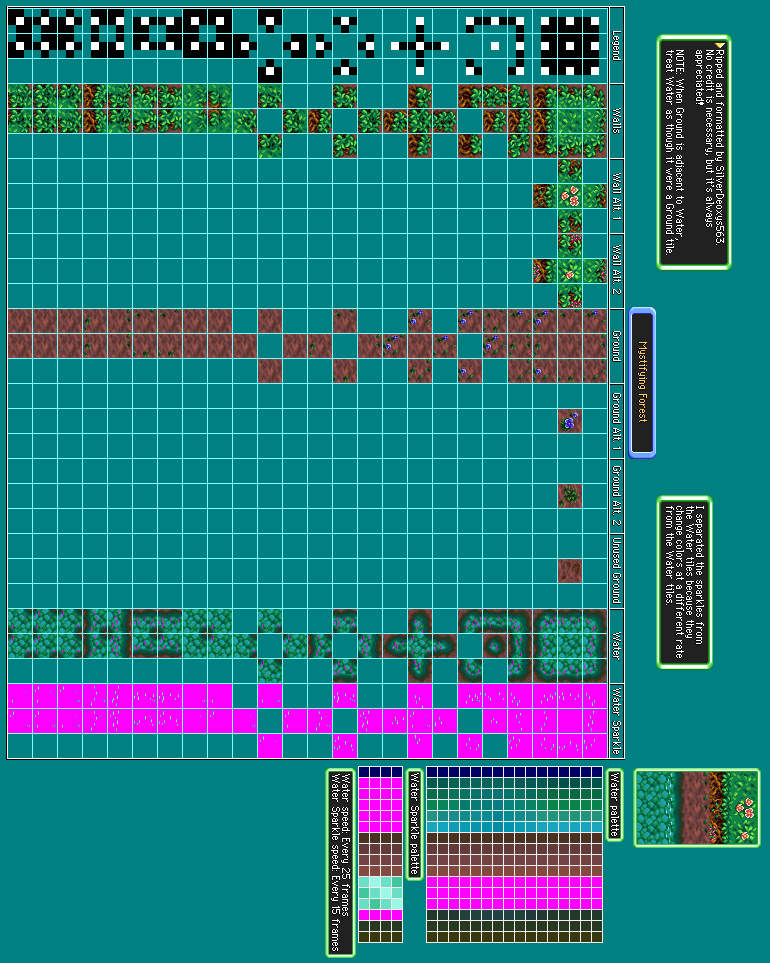 Ripped and formatted by SilverDeoxys563.
No credit is necessary, but it's always
appreciated!
NOTE: When Ground is adjacent to Water,
treat Water as though it were a Ground tile.
Mystifying Forest
I separated the sparkles from
the Water tiles because they
change colors at a different rate
from the Water tiles.
Legend
Walls
Wall Alt. 1
Wall Alt. 2
Ground
Ground Alt. 1
Ground Alt. 2
Unused Ground
Water
Water Sparkle
Water palette
Water Sparkle palette
Water speed: Every 25 frames
Water Sparkle speed: Every 15 frames